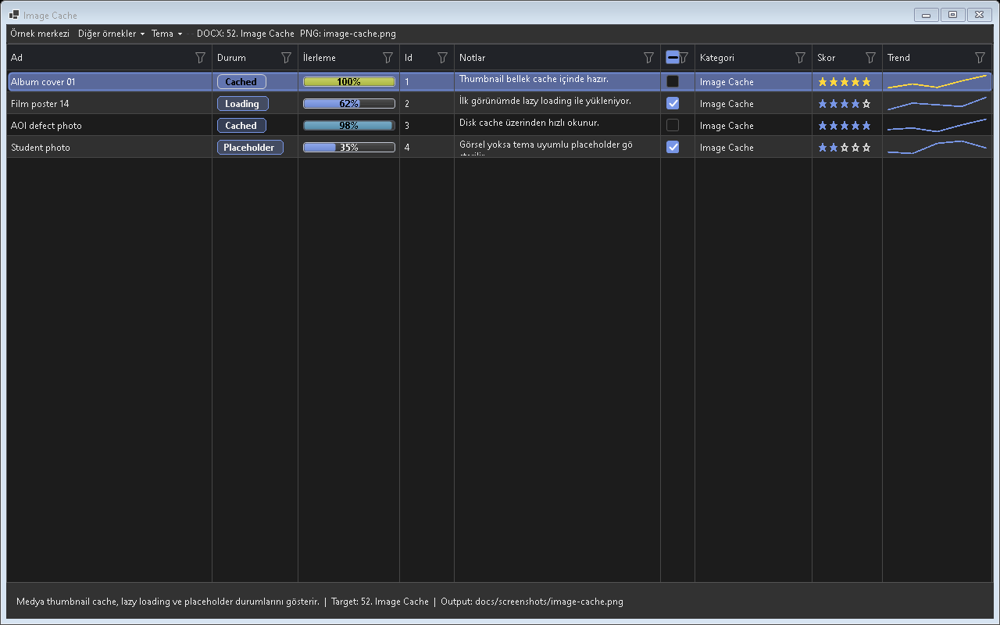 Image Cache
Örnek merkezi Diğer örnekler Tema DOCX: 52. Image Cache PNG: image-cache.png
Ad Durum İlerleme Id Notlar Kategori Skor Trend
Album cover 01 Cached 100% 1 Thumbnail bellek cache içinde hazır. Image Cache
Film poster 14 Loading 62% 2 İlk görünümde lazy loading ile yükleniyor. Image Cache
AOI defect photo Cached 98% 3 Disk cache üzerinden hızlı okunur. Image Cache
Student photo Placeholder 35% 4 Görsel yoksa tema uyumlu placeholder gö Image Cache
Medya thumbnail cache, lazy loading ve placeholder durumlarını gösterir. | Target: 52. Image Cache | Output: docs/screenshots/image-cache.png